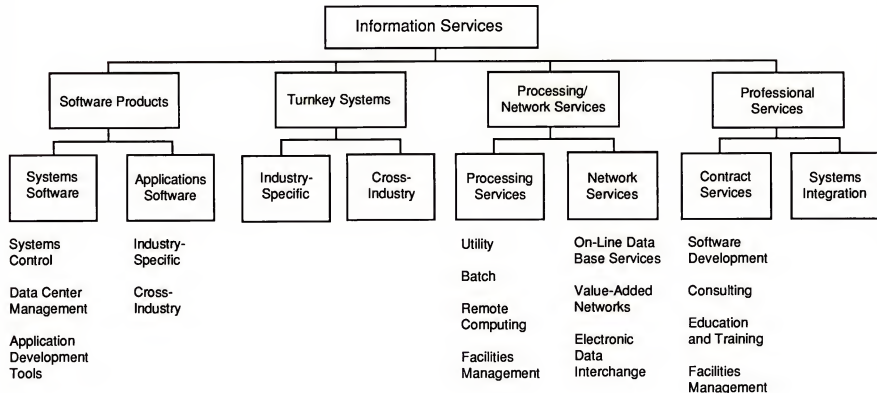 Information Services
Software Products
Turnkey Systems
Processing/
Network Services
Professional
Services
Systems
Software
Applications
Software
Industry-
Specific
Cross-
Industry
Processing
Services
Network
Services
Contract
Services
Systems
Integration
Systems
Control
Data Center
Management
Application
Development
Tools
Industry-
Specific
Cross-
Industry
Utility
Batch
Remote
Computing
Facilities
Management
On-Line Data
Base Services
Value-Added
Networks
Electronic
Data
Interchange
Software
Development
Consulting
Education
and Training
Facilities
Management